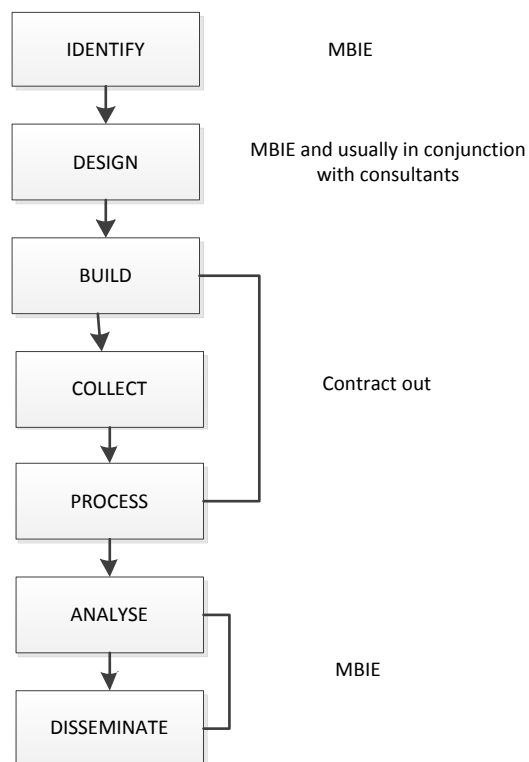 IDENTIFY
MBIE
DESIGN
MBIE and usually in conjunction
with consultants
BUILD
COLLECT
Contract out
PROCESS
ANALYSE
MBIE
DISSEMINATE